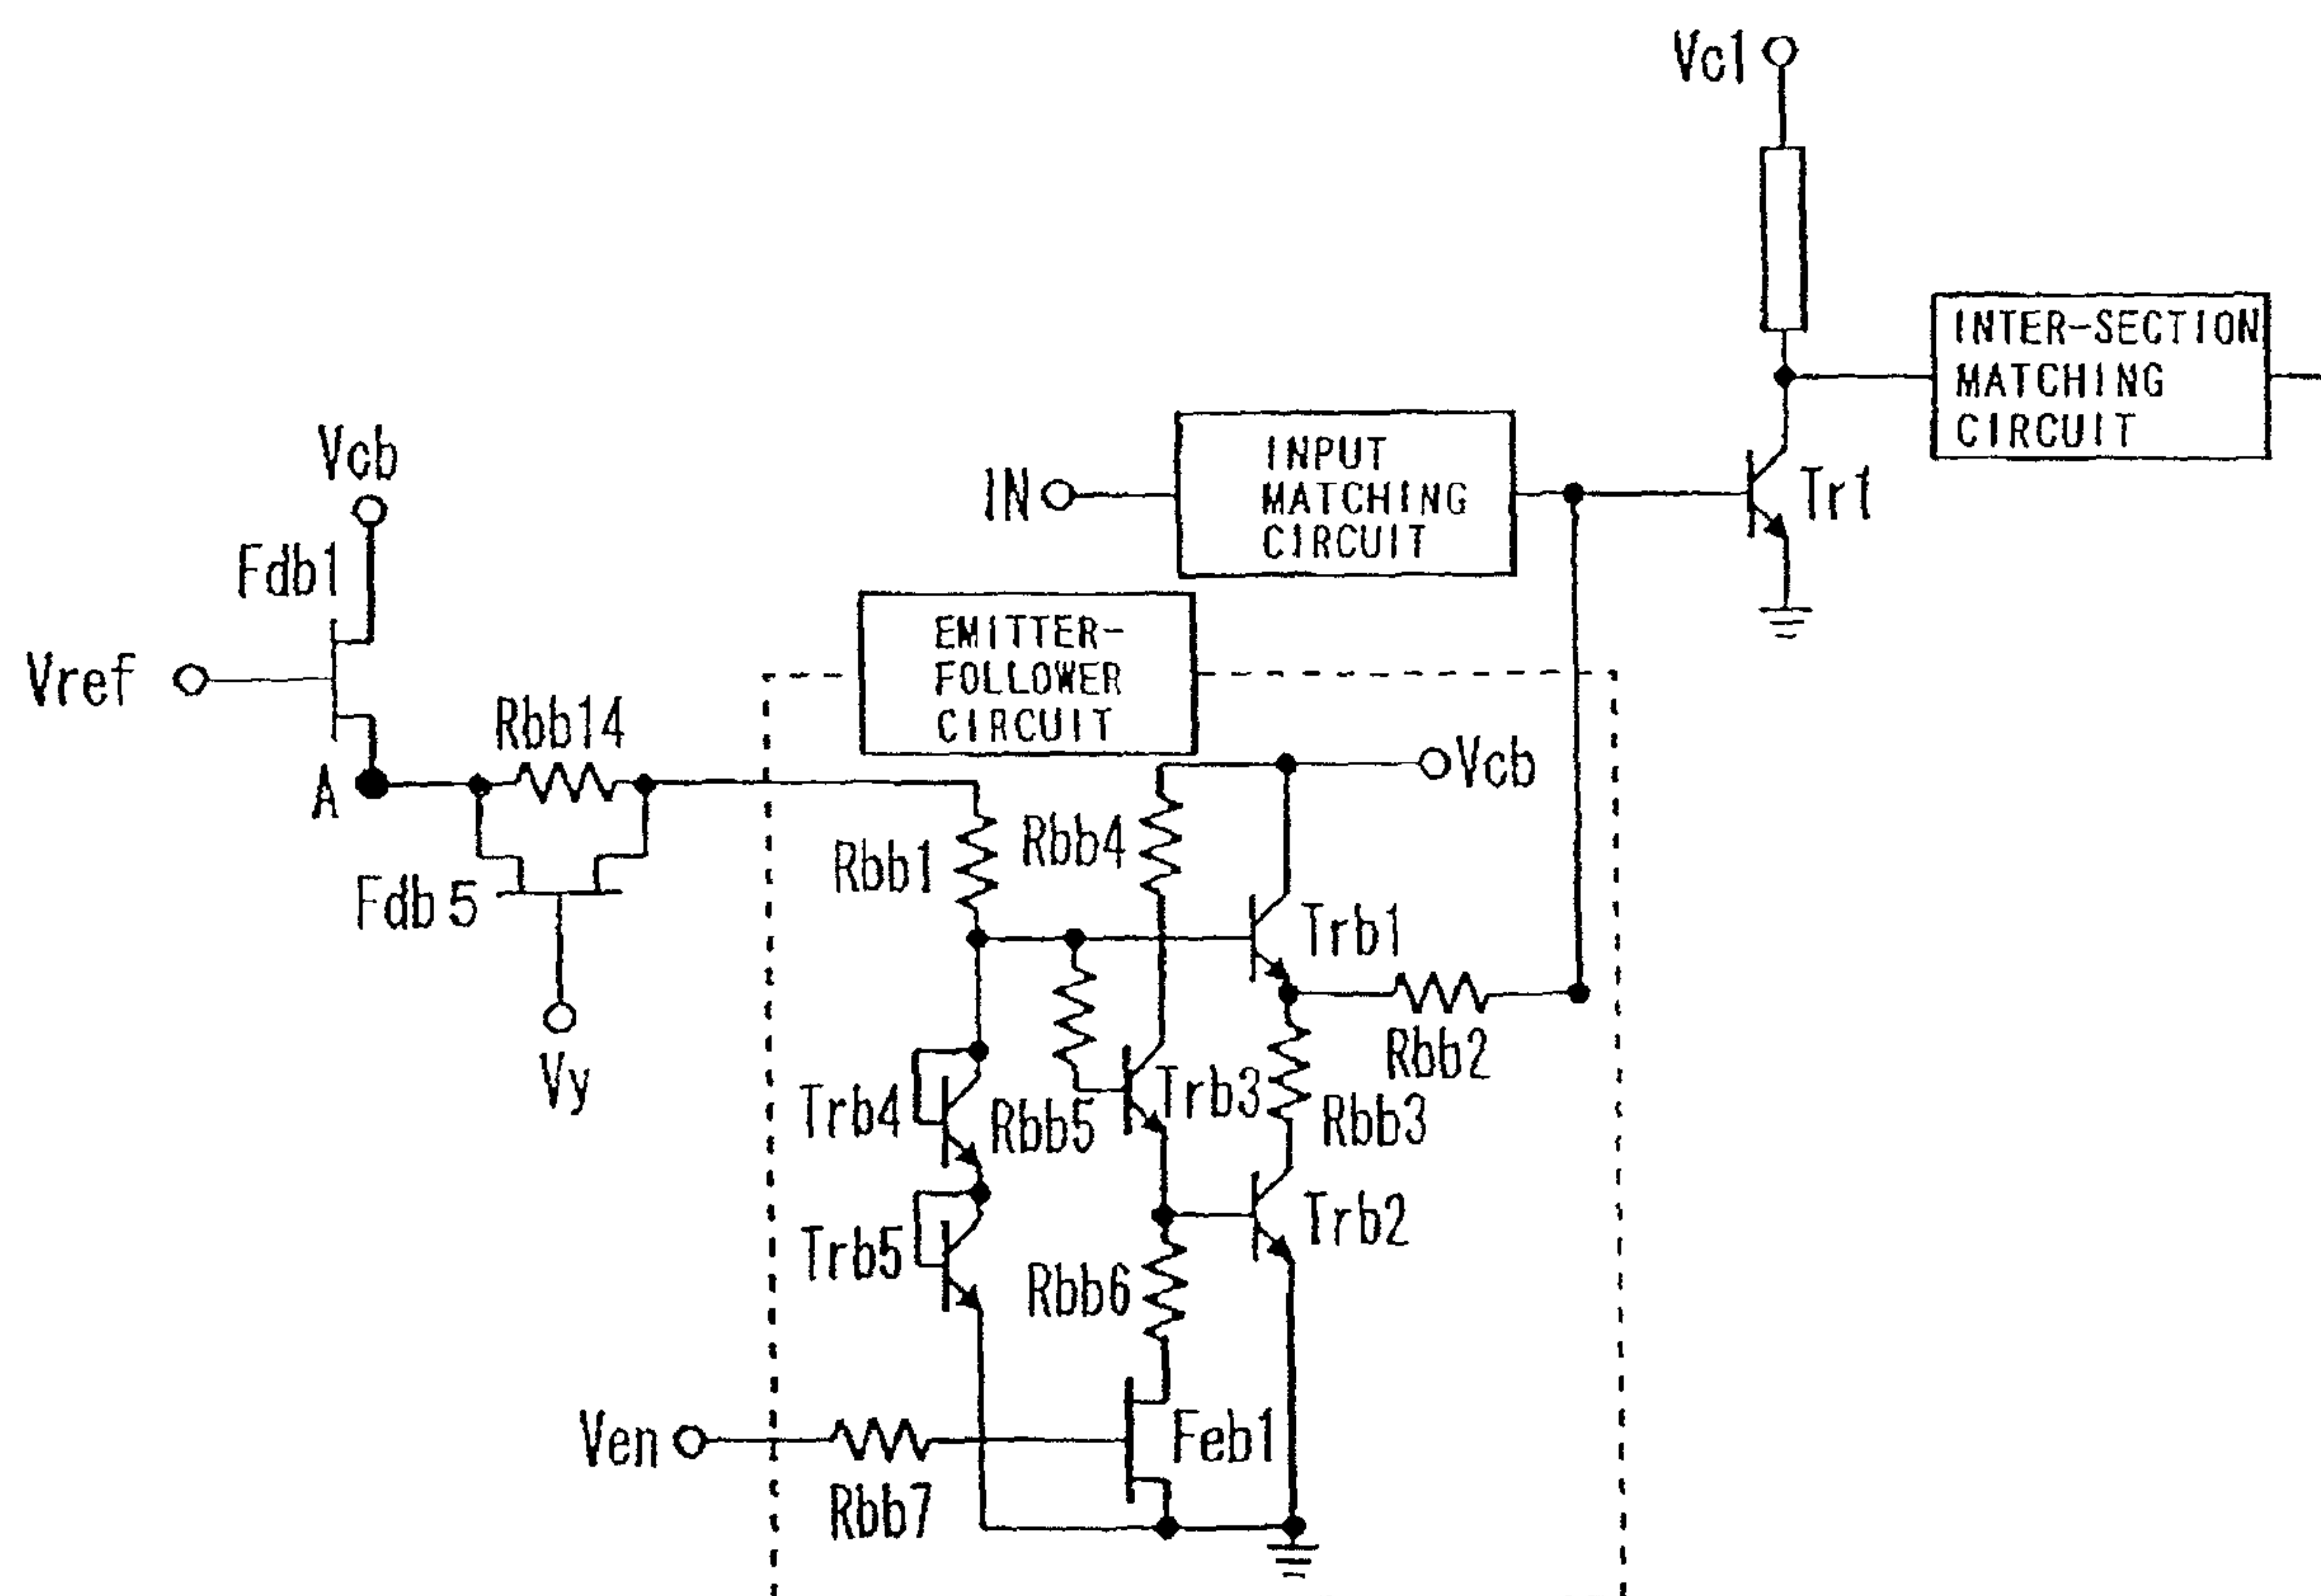 Vc1
INTER-SECTION
MATCHING
CIRCUIT
Vcb
INPUT
MATCHING
CIRCUIT
IN
Tr1
Fdb1
EMITTER-
FOLLOWER
CIRCUIT
Vref
Rbb14
Vcb
A
Rbb1
Rbb4
Fdb5
Trb1
Vy
Rbb2
Trb4
Rbb5
Trb3
Rbb3
Trb5
Trb2
Rbb6
Ven
Feb1
Rbb7